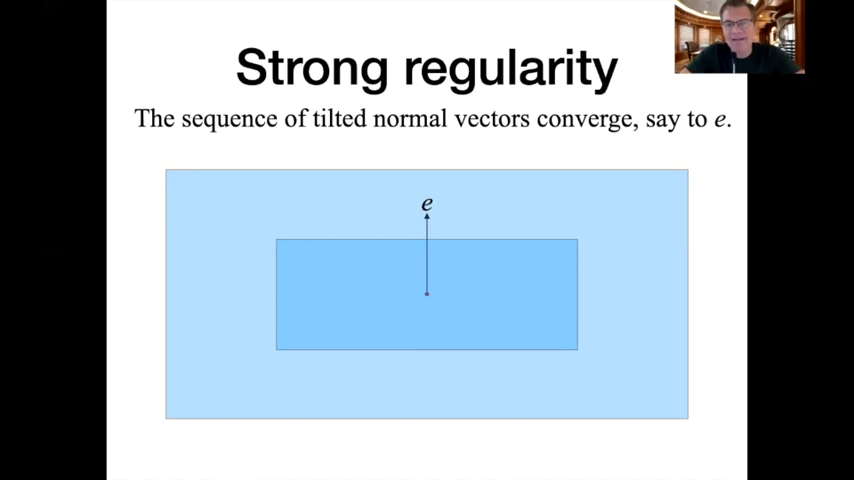 Strong regularity
The sequence of tilted normal vectors converge, say to e.
e